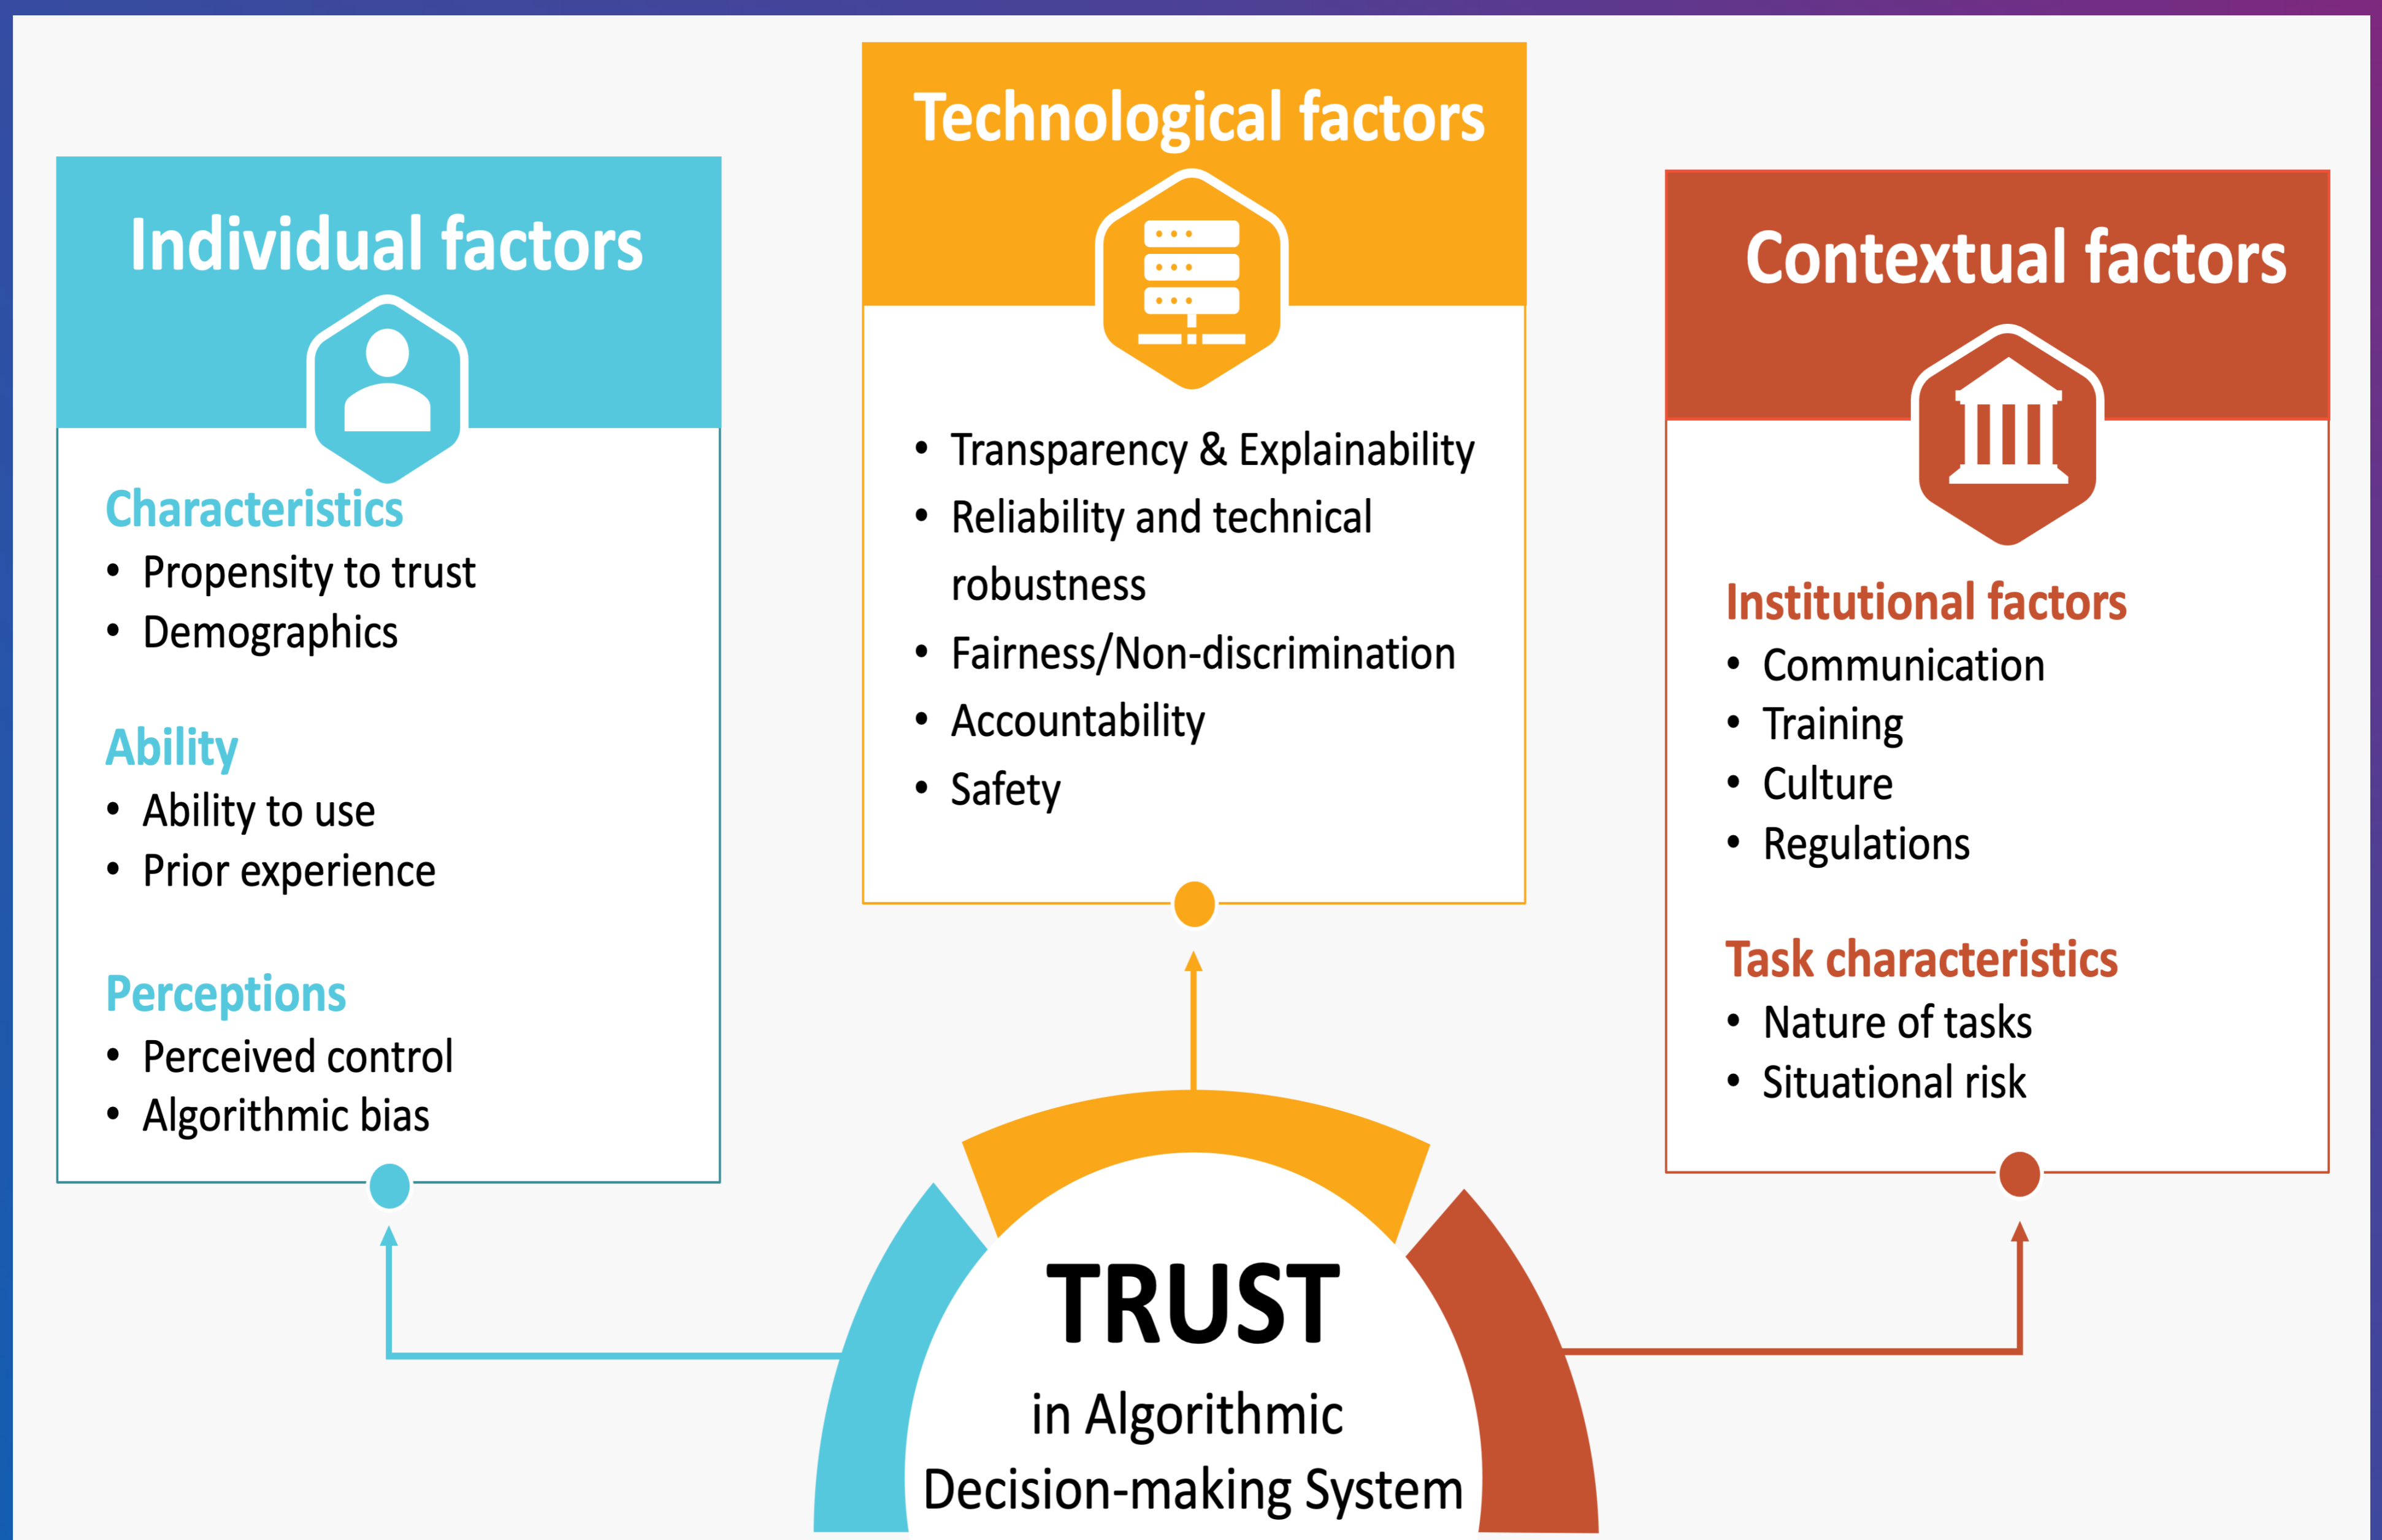 Individual factors
Characteristics
• Propensity to trust
• Demographics
Ability
• Ability to use
• Prior experience
Perceptions
• Perceived control
• Algorithmic bias
Technological factors
• Transparency & Explainability
• Reliability and technical
robustness
• Fairness/Non-discrimination
• Accountability
• Safety
Contextual factors
Institutional factors
• Communication
• Training
• Culture
• Regulations
Task characteristics
• Nature of tasks
• Situational risk
TRUST
in Algorithmic
Decision-making System